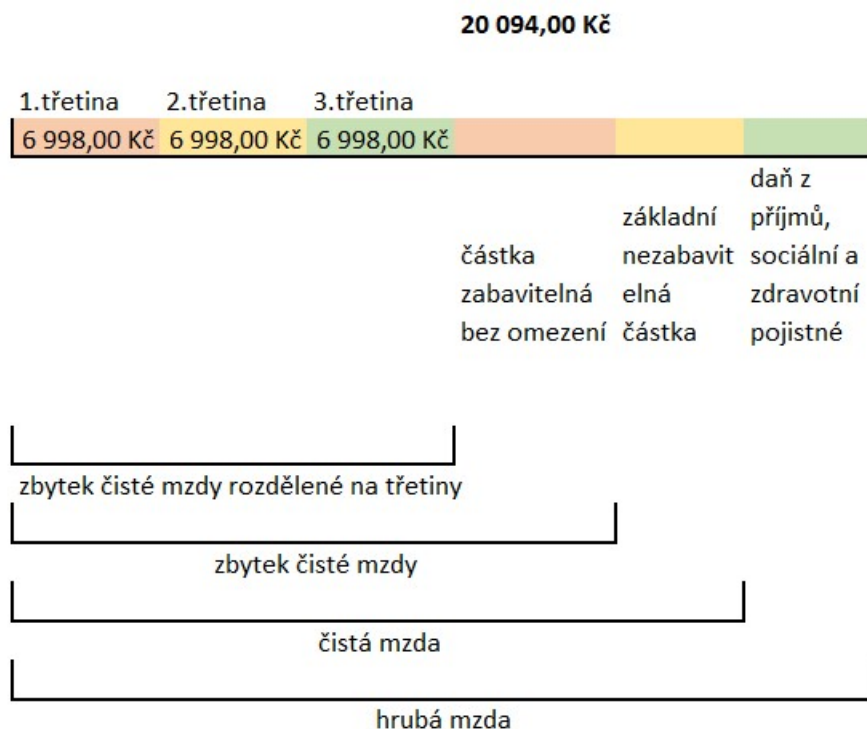 20 094,00 Kč
1.třetina 2.třetina 3.třetina
6 998,00 Kč 6 998,00 Kč 6 998,00 Kč
částka
zabavitelná
bez omezení
základní
nezabavit
elná
částka
daň z
příjmů,
sociální a
zdravotní
pojistné
zbytek čisté mzdy rozdělené na třetiny
zbytek čisté mzdy
čistá mzda
hrubá mzda